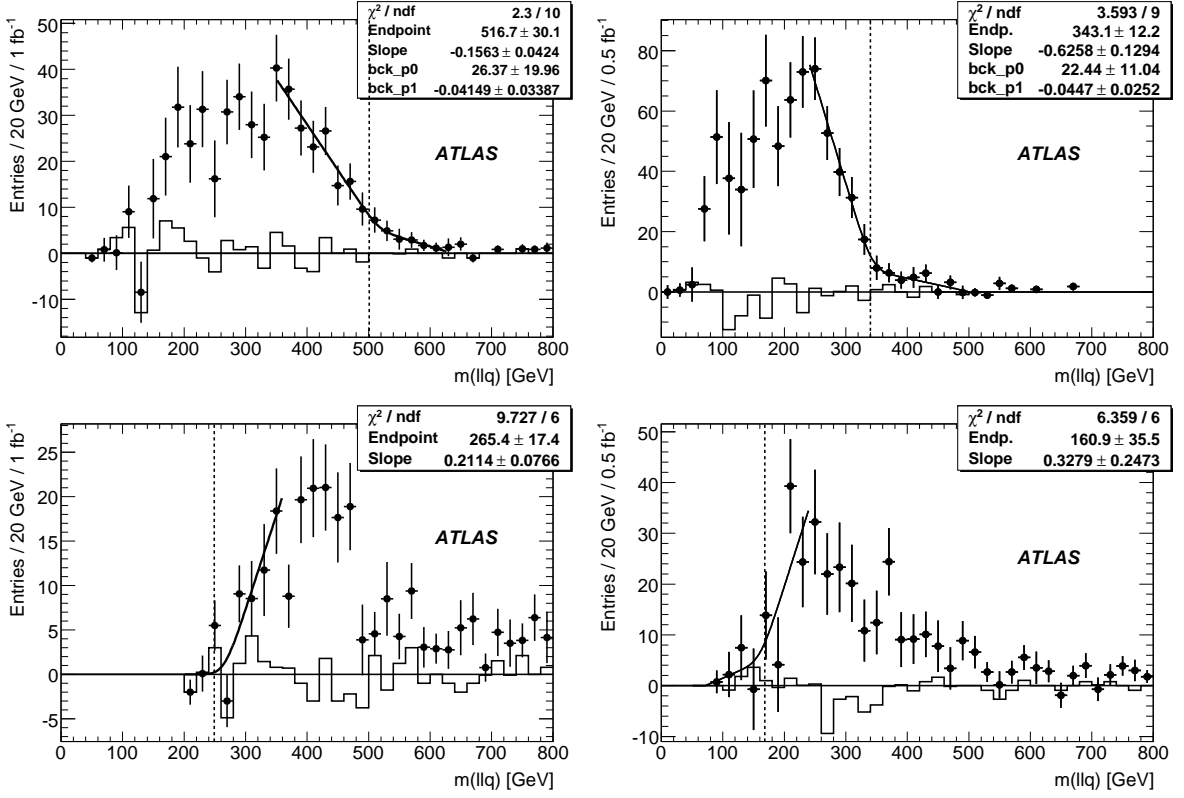 χ² / ndf 2.3 / 10
Endpoint 516.7 ± 30.1
Slope -0.1563 ± 0.0424
bck_p0 26.37 ± 19.96
bck_p1 -0.04149 ± 0.03387
Entries / 20 GeV / 1 fb⁻¹
50
40
30
20
10
0
-10
ATLAS
0 100 200 300 400 500 600 700 800
m(llq) [GeV]
χ² / ndf 3.593 / 9
Endp. 343.1 ± 12.2
Slope -0.6258 ± 0.1294
bck_p0 22.44 ± 11.04
bck_p1 -0.0447 ± 0.0252
Entries / 20 GeV / 0.5 fb⁻¹
80
60
40
20
0
ATLAS
0 100 200 300 400 500 600 700 800
m(llq) [GeV]
χ² / ndf 9.727 / 6
Endpoint 265.4 ± 17.4
Slope 0.2114 ± 0.0766
Entries / 20 GeV / 1 fb⁻¹
25
20
15
10
5
0
-5
ATLAS
0 100 200 300 400 500 600 700 800
m(llq) [GeV]
χ² / ndf 6.359 / 6
Endp. 160.9 ± 35.5
Slope 0.3279 ± 0.2473
Entries / 20 GeV / 0.5 fb⁻¹
50
40
30
20
10
0
-10
ATLAS
0 100 200 300 400 500 600 700 800
m(llq) [GeV]